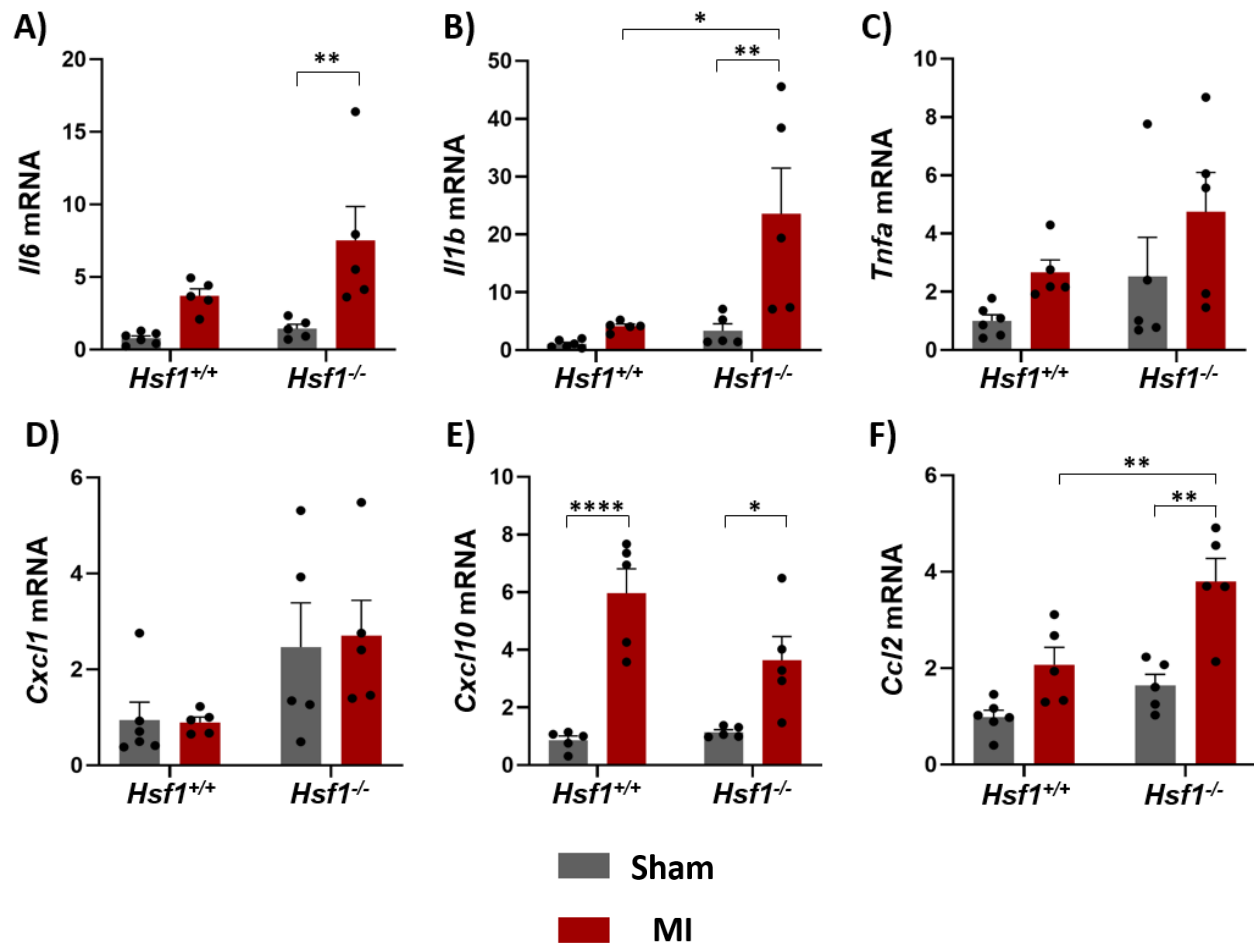 A)
Il6 mRNA
20
15
10
5
0
**
Hsf1+/+
Hsf1-/-
B)
Il1b mRNA
50
40
30
20
10
0
*
**
Hsf1+/+
Hsf1-/-
C)
Tnfa mRNA
10
8
6
4
2
0
Hsf1+/+
Hsf1-/-
D)
Cxcl1 mRNA
6
4
2
0
Hsf1+/+
Hsf1-/-
E)
Cxcl10 mRNA
10
8
6
4
2
0
****
*
Hsf1+/+
Hsf1-/-
F)
Ccl2 mRNA
6
4
2
0
**
**
Hsf1+/+
Hsf1-/-
Sham
MI